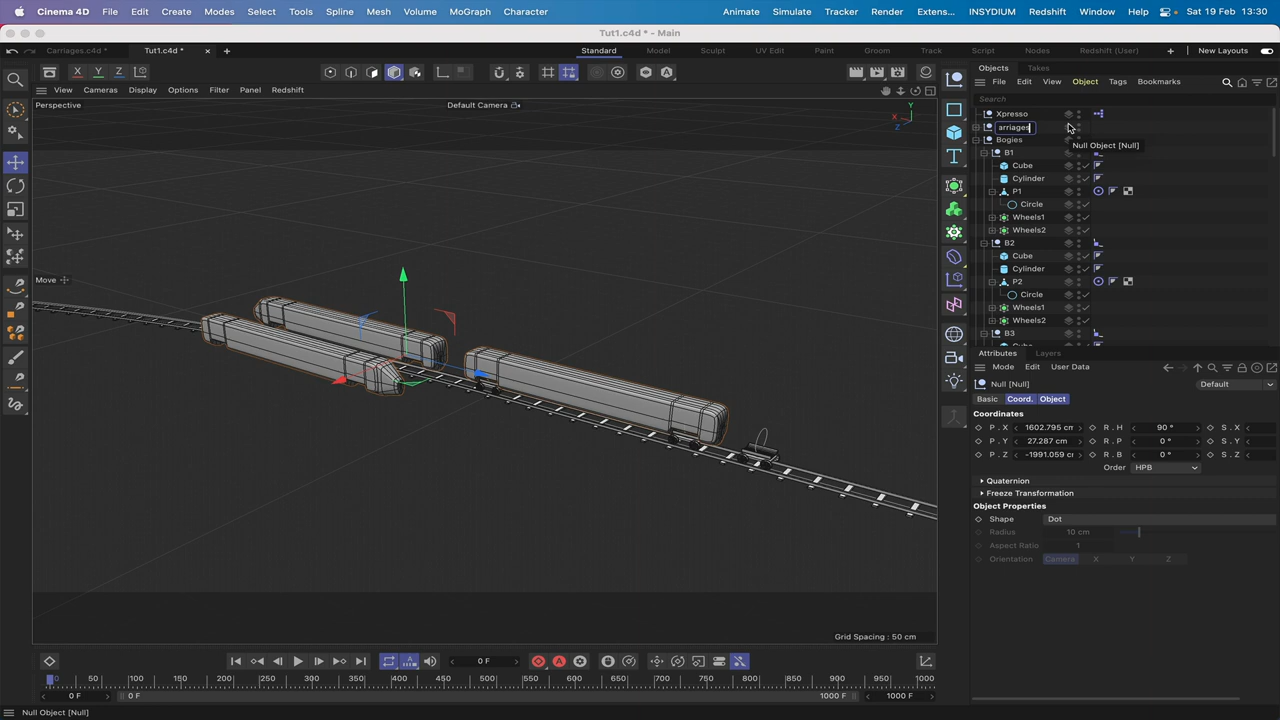 Cinema 4D File Edit Create Modes Select Tools Spline Mesh Volume MoGraph Character Animate Simulate Tracker Render Exten... INSYDIUM Redshift Window Help Sat 19 Feb 13:30
Tut1.c4d * - Main
Carriages.c4d * Tut1.c4d * Standard Model Sculpt UV Edit Paint Groom Track Script Nodes Redshift (User) New Layouts
X Y Z
Objects Takes
View Cameras Display Options Filter Panel Redshift
File Edit View Object Tags Bookmarks
Perspective Default Camera
Search
Y
X
Z
Xpresso
arriages
Null Object [Null]
Bogies
B1
Cube
Cylinder
P1
Circle
Wheels1
Wheels2
B2
Cube
Cylinder
P2
Circle
Wheels1
Wheels2
B3
Move
Attributes Layers
Mode Edit User Data
Null [Null] Default
Basic Coord. Object
Coordinates
P . X 1602.795 cm R . H 90 ° S . X
P . Y 27.287 cm R . P 0 ° S . Y
P . Z -1991.059 cm R . B 0 ° S . Z
Order HPB
Quaternion
Freeze Transformation
Object Properties
Shape Dot
Radius 10 cm
Aspect Ratio 1
Orientation Camera X Y Z
Grid Spacing : 50 cm
0 F
0 50 100 150 200 250 300 350 400 450 500 550 600 650 700 750 800 850 900 950 1000
0 F 0 F 1000 F 1000 F
Null Object [Null]